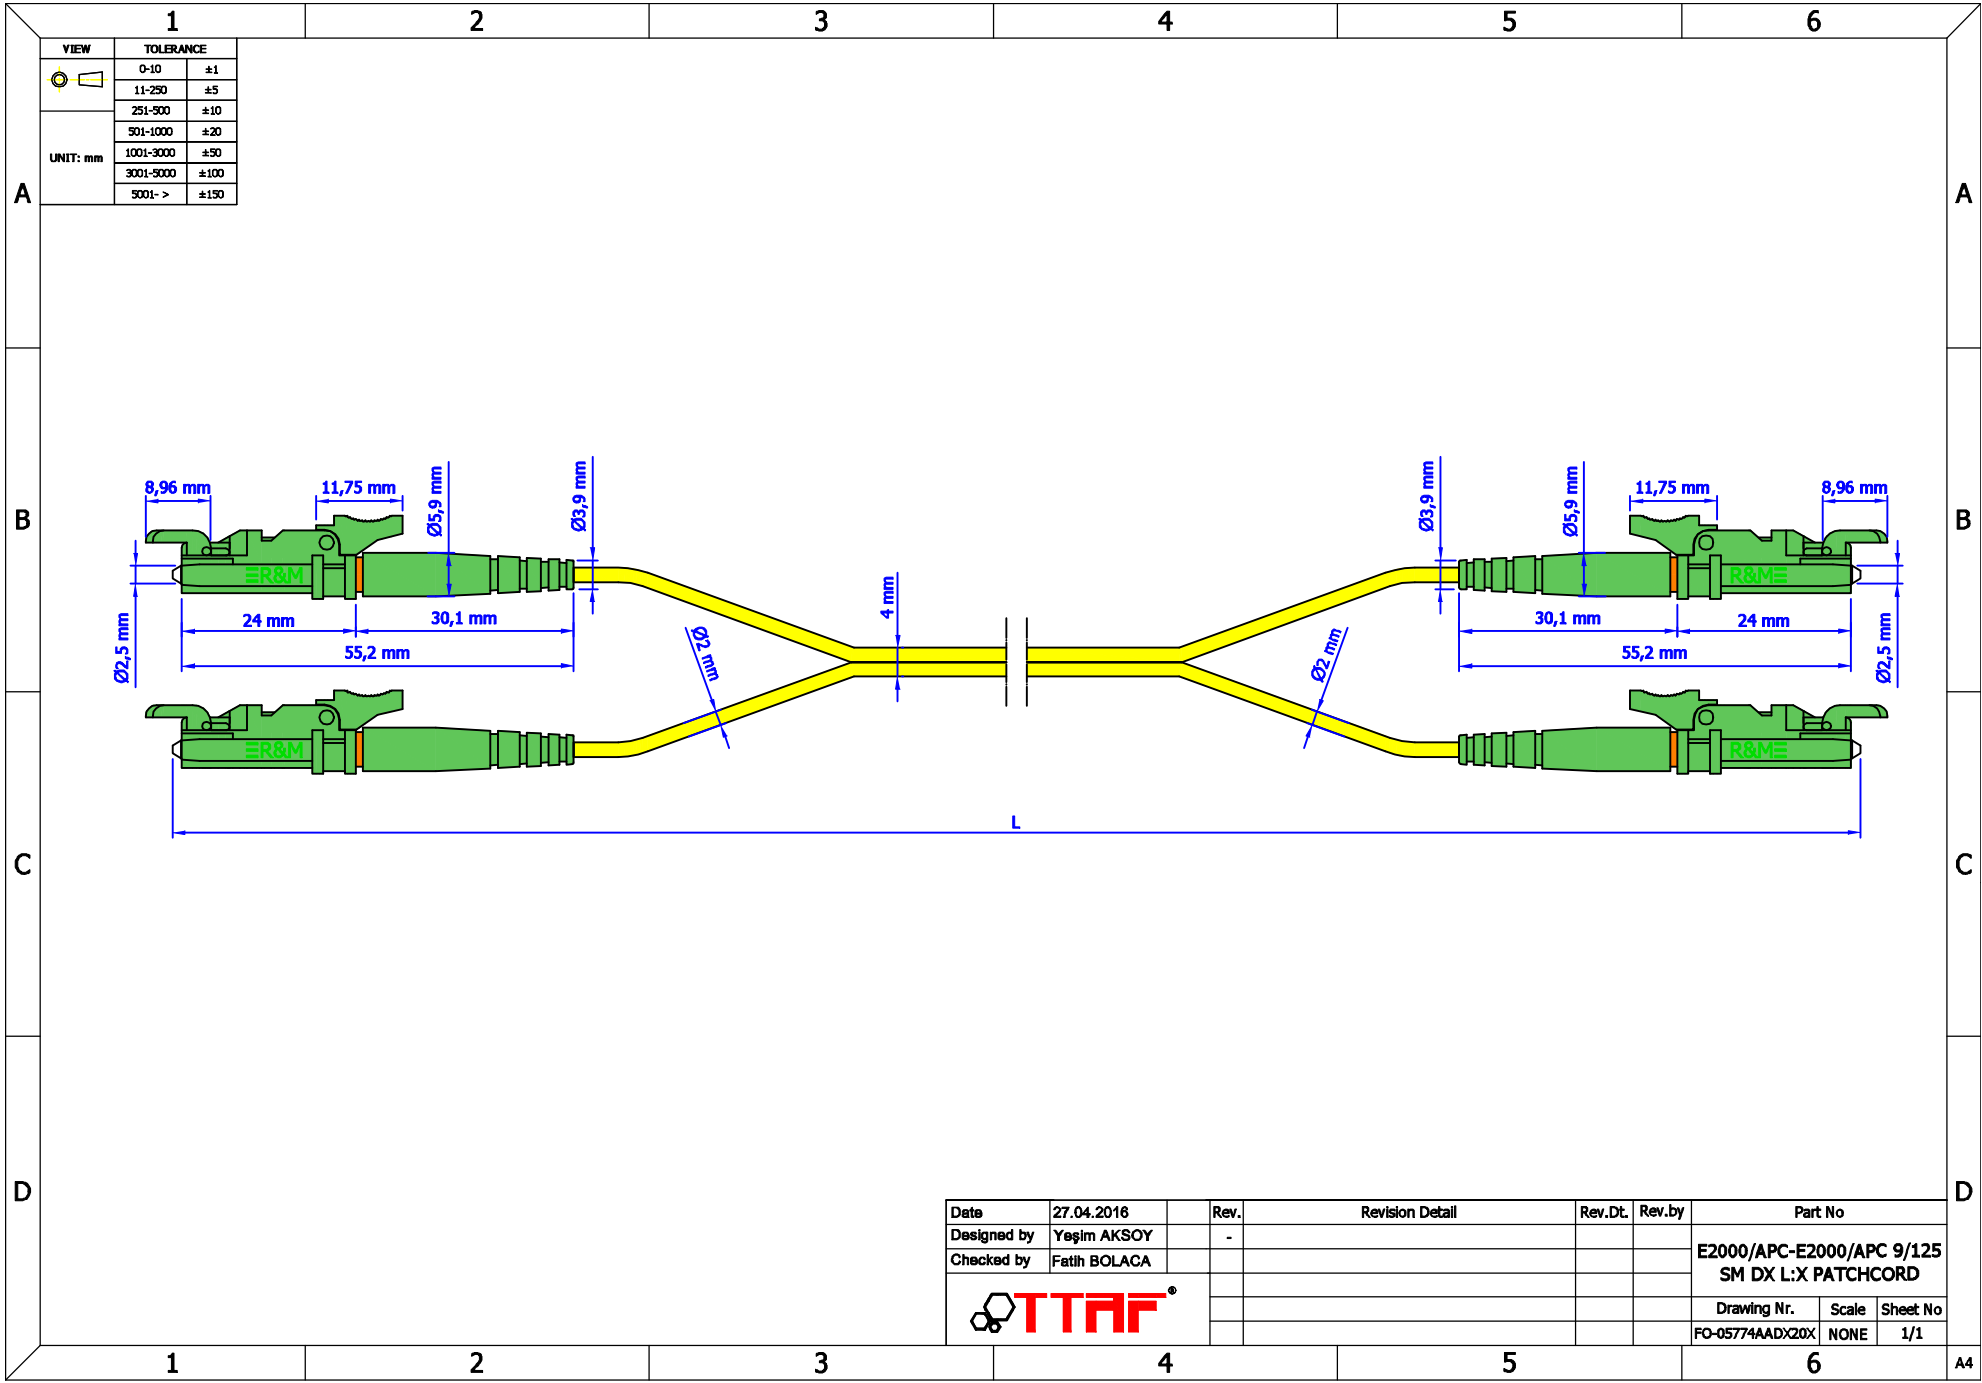 1 2 3 4 5 6
VIEW TOLERANCE
0-10 ±1
11-250 ±5
251-500 ±10
501-1000 ±20
UNIT: mm 1001-3000 ±50
3001-5000 ±100
5001- > ±150
A A
B B
8,96 mm 11,75 mm Ø5,9 mm Ø3,9 mm Ø3,9 mm Ø5,9 mm 11,75 mm 8,96 mm
≡R&M R&M≡
4 mm
24 mm 30,1 mm 30,1 mm 24 mm
Ø2,5 mm 55,2 mm Ø2 mm Ø2 mm 55,2 mm Ø2,5 mm
≡R&M R&M≡
L
C C
D D
Date 27.04.2016 Rev. Revision Detail Rev.Dt. Rev.by Part No
Designed by Yeşim AKSOY -
Checked by Fatih BOLACA
E2000/APC-E2000/APC 9/125
SM DX L:X PATCHCORD
TTAF®
Drawing Nr. Scale Sheet No
FO-05774AADX20X NONE 1/1
1 2 3 4 5 6 A4